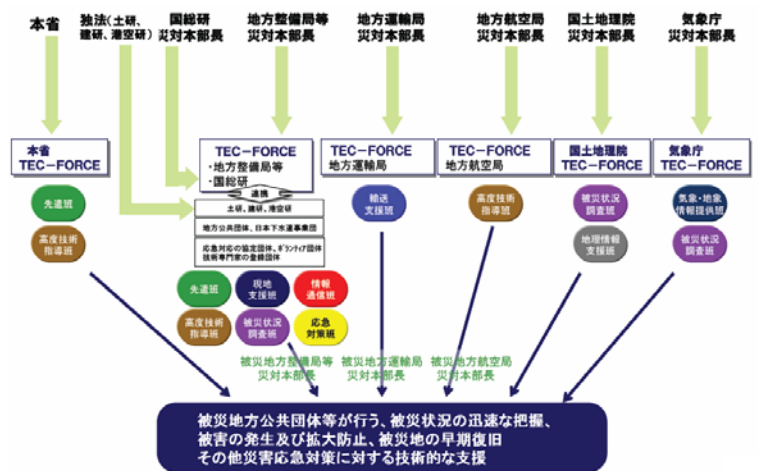 本省
独法(土研、
建研、港空研)
国総研
災対本部長
地方整備局等
災対本部長
地方運輸局
災対本部長
地方航空局
災対本部長
国土地理院
災対本部長
気象庁
災対本部長
本省
TEC-FORCE
TEC-FORCE
・地方整備局等
・国総研
TEC-FORCE
地方運輸局
TEC-FORCE
地方航空局
国土地理院
TEC-FORCE
気象庁
TEC-FORCE
連携
土研、建研、港空研
地方公共団体、日本下水道事業団
応急対応の協定団体、ボランティア団体
技術専門家の登録団体
先遣班
高度技術
指導班
先遣班
現地
支援班
情報
通信班
高度技術
指導班
被災状況
調査班
応急
対策班
輸送
支援班
高度技術
指導班
被災状況
調査班
地理情報
支援班
気象・地象
情報提供班
被災状況
調査班
被災地方整備局等
災対本部長
被災地方運輸局
災対本部長
被災地方航空局
災対本部長
被災地方公共団体等が行う、被災状況の迅速な把握、
被害の発生及び拡大防止、被災地の早期復旧
その他災害応急対策に対する技術的な支援